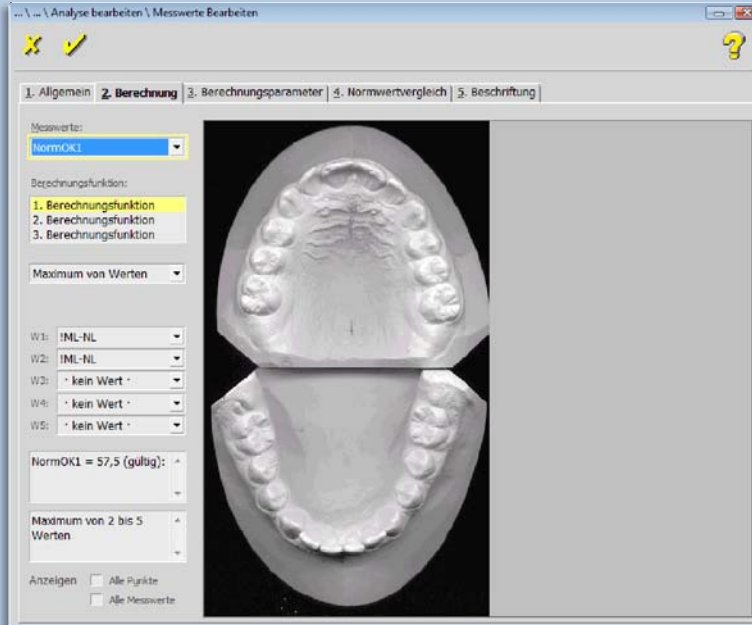 ... \ ... \ Analyse bearbeiten \ Messwerte Bearbeiten
1. Allgemein 2. Berechnung 3. Berechnungsparameter 4. Normwertvergleich 5. Beschriftung
Messwerte:
NormOK1
Berechnungsfunktion:
1. Berechnungsfunktion
2. Berechnungsfunktion
3. Berechnungsfunktion
Maximum von Werten
W1: !ML-NL
W2: !ML-NL
W3: · kein Wert ·
W4: · kein Wert ·
W5: · kein Wert ·
NormOK1 = 57,5 (gültig):
Maximum von 2 bis 5
Werten
Anzeigen Alle Punkte
Alle Messwerte